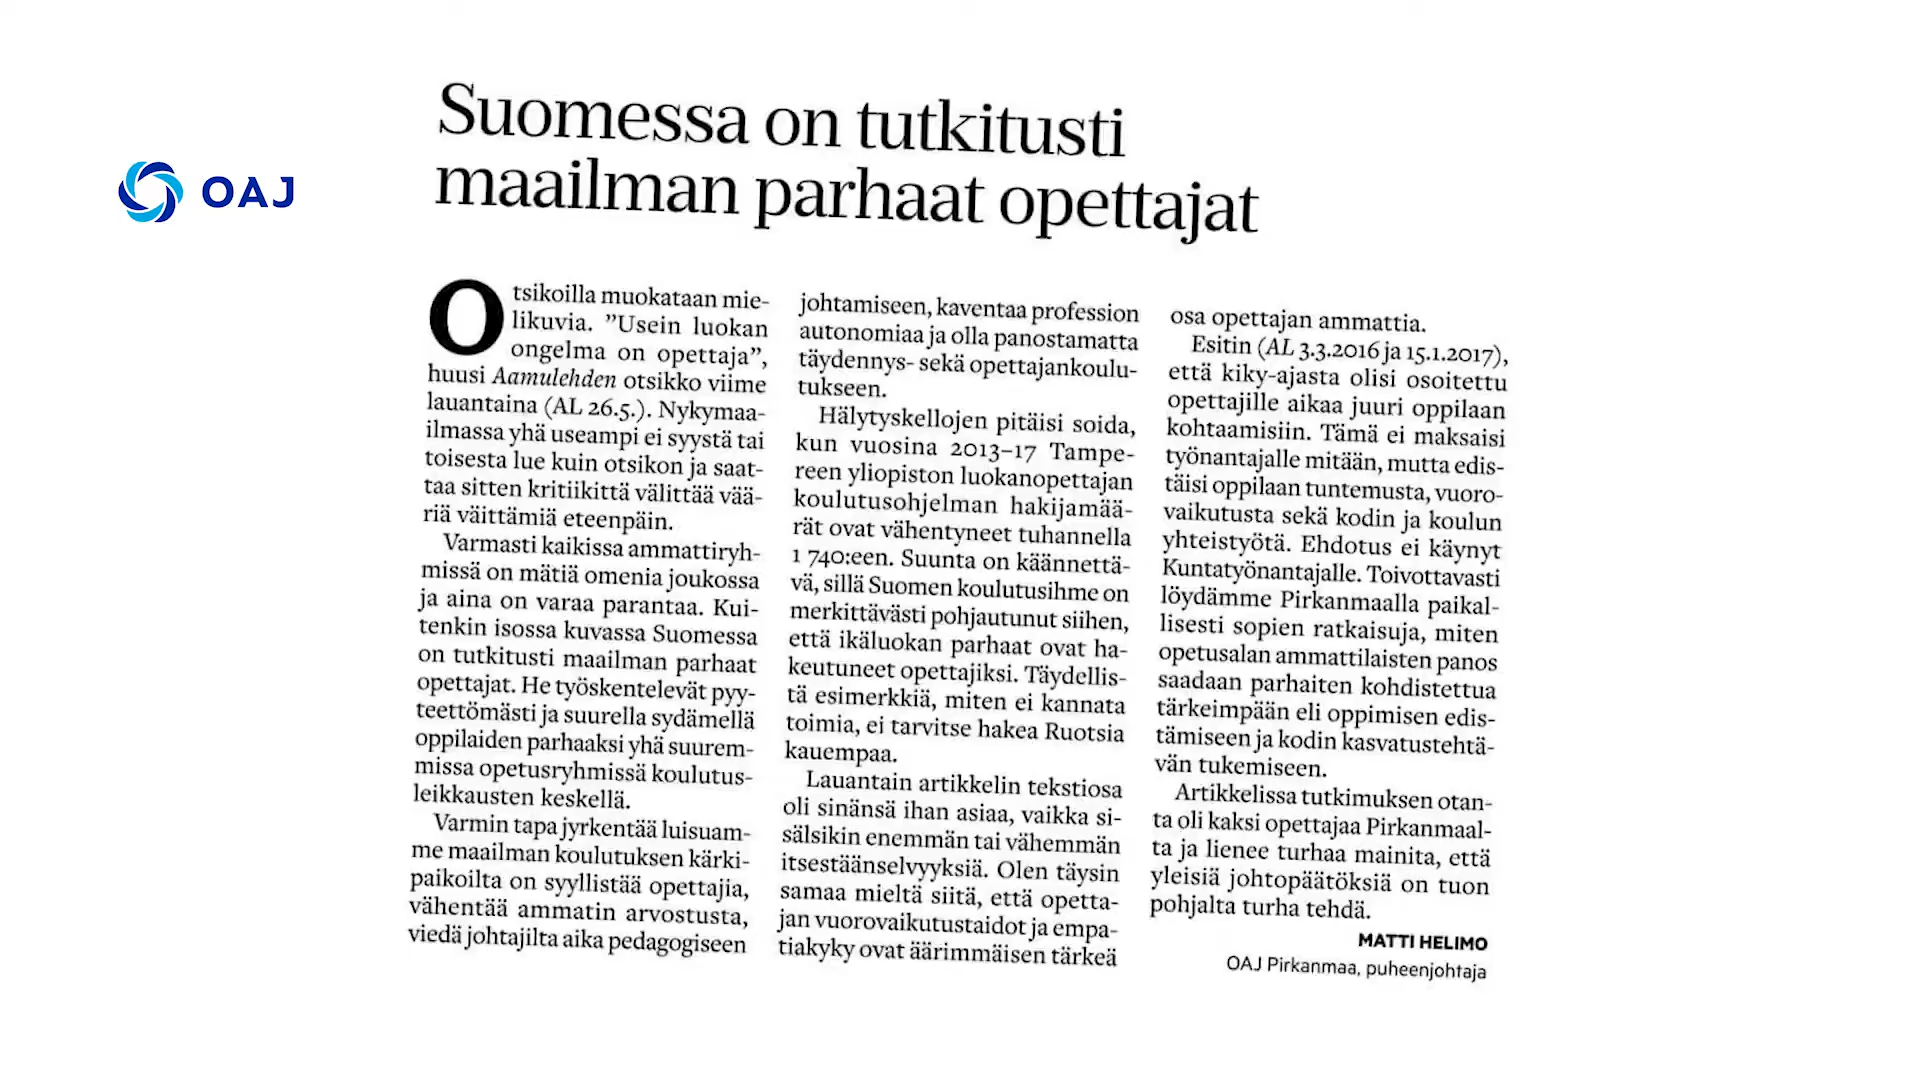 OAJ
Suomessa on tutkitusti
maailman parhaat opettajat
Otsikoilla muokataan mie-
likuvia. ”Usein luokan
ongelma on opettaja”,
huusi Aamulehden otsikko viime
lauantaina (AL 26.5.). Nykymaa-
ilmassa yhä useampi ei syystä tai
toisesta lue kuin otsikon ja saat-
taa sitten kritiikittä välittää vää-
riä väittämiä eteenpäin.
Varmasti kaikissa ammattiryh-
missä on mätiä omenia joukossa
ja aina on varaa parantaa. Kui-
tenkin isossa kuvassa Suomessa
on tutkitusti maailman parhaat
opettajat. He työskentelevät pyy-
teettömästi ja suurella sydämellä
oppilaiden parhaaksi yhä suurem-
missa opetusryhmissä koulutus-
leikkausten keskellä.
Varmin tapa jyrkentää luisuam-
me maailman koulutuksen kärki-
paikoilta on syyllistää opettajia,
vähentää ammatin arvostusta,
viedä johtajilta aika pedagogiseen
johtamiseen, kaventaa profession
autonomiaa ja olla panostamatta
täydennys- sekä opettajankoulu-
tukseen.
Hälytyskellojen pitäisi soida,
kun vuosina 2013–17 Tampe-
reen yliopiston luokanopettajan
koulutusohjelman hakijamää-
rät ovat vähentyneet tuhannella
1 740:een. Suunta on käännettä-
vä, sillä Suomen koulutusihme on
merkittävästi pohjautunut siihen,
että ikäluokan parhaat ovat ha-
keutuneet opettajiksi. Täydellis-
tä esimerkkiä, miten ei kannata
toimia, ei tarvitse hakea Ruotsia
kauempaa.
Lauantain artikkelin tekstiosa
oli sinänsä ihan asiaa, vaikka si-
sälsikin enemmän tai vähemmän
itsestäänselvyyksiä. Olen täysin
samaa mieltä siitä, että opetta-
jan vuorovaikutustaidot ja empa-
tiakyky ovat äärimmäisen tärkeä
osa opettajan ammattia.
Esitin (AL 3.3.2016 ja 15.1.2017),
että kiky-ajasta olisi osoitettu
opettajille aikaa juuri oppilaan
kohtaamisiin. Tämä ei maksaisi
työnantajalle mitään, mutta edis-
täisi oppilaan tuntemusta, vuoro-
vaikutusta sekä kodin ja koulun
yhteistyötä. Ehdotus ei käynyt
Kuntatyönantajalle. Toivottavasti
löydämme Pirkanmaalla paikal-
lisesti sopien ratkaisuja, miten
opetusalan ammattilaisten panos
saadaan parhaiten kohdistettua
tärkeimpään eli oppimisen edis-
tämiseen ja kodin kasvatustehtä-
vän tukemiseen.
Artikkelissa tutkimuksen otan-
ta oli kaksi opettajaa Pirkanmaal-
ta ja lienee turhaa mainita, että
yleisiä johtopäätöksiä on tuon
pohjalta turha tehdä.
MATTI HELIMO
OAJ Pirkanmaa, puheenjohtaja